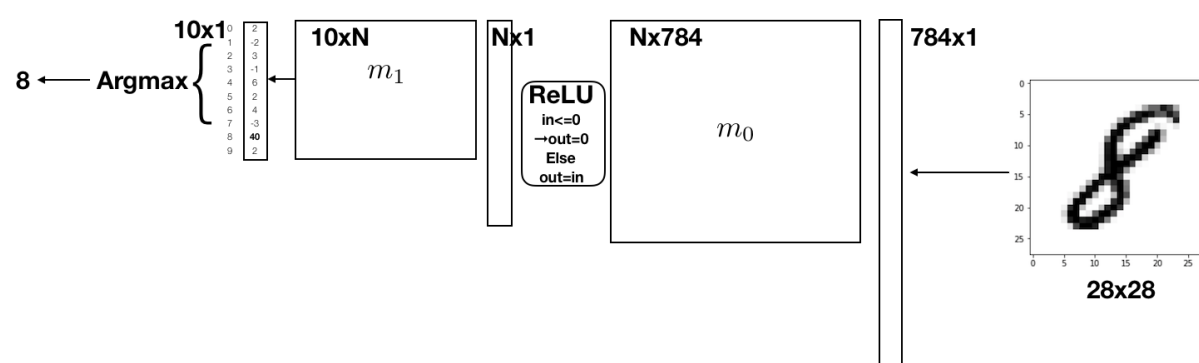 8
Argmax
10x1
0 2
1 -2
2 3
3 -1
4 6
5 2
6 4
7 -3
8 40
9 2
10xN
m₁
Nx1
ReLU
in<=0
→out=0
Else
out=in
Nx784
m₀
784x1
0
5
10
15
20
25
0 5 10 15 20 25
28x28